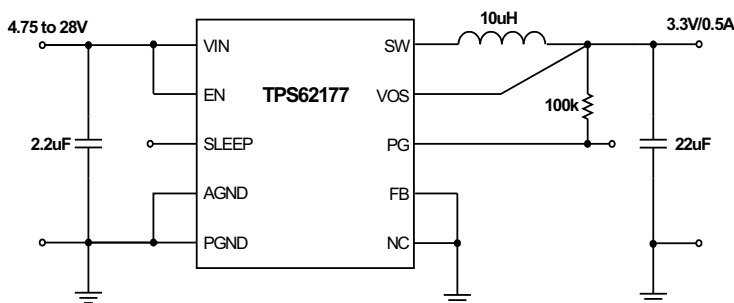 4.75 to 28V
10uH
3.3V/0.5A
VIN
SW
EN
TPS62177
VOS
100k
2.2uF
SLEEP
PG
22uF
AGND
FB
PGND
NC